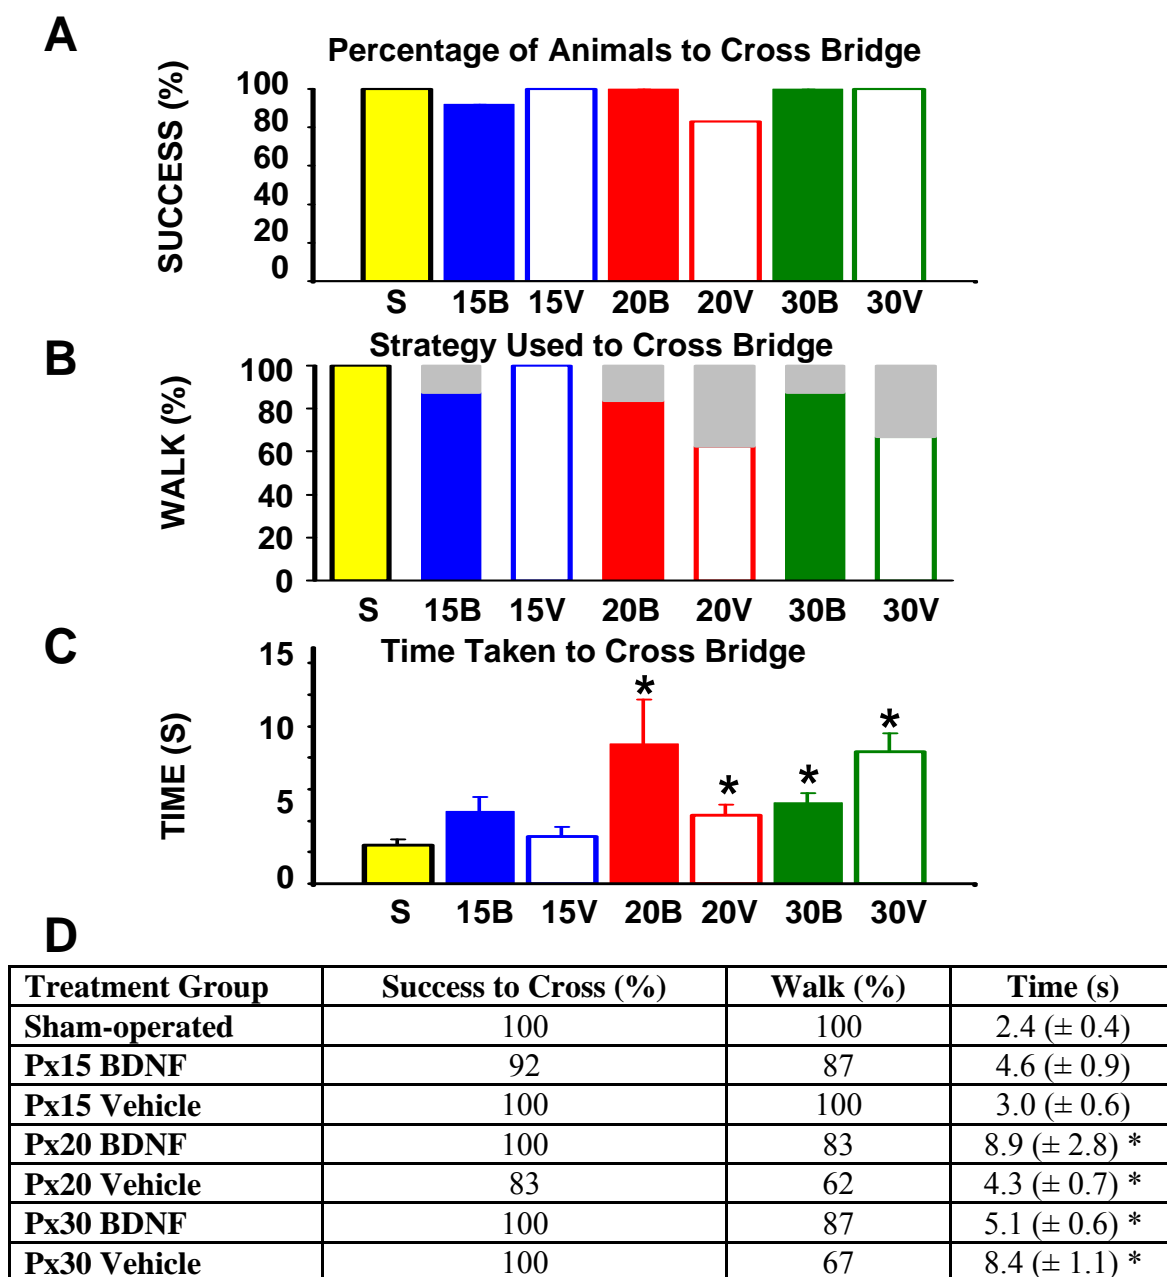 A
Percentage of Animals to Cross Bridge
SUCCESS (%)
100
80
60
40
20
0
S 15B 15V 20B 20V 30B 30V
B
Strategy Used to Cross Bridge
WALK (%)
100
80
60
40
20
0
S 15B 15V 20B 20V 30B 30V
C
Time Taken to Cross Bridge
TIME (S)
15
10
5
0
* * * *
S 15B 15V 20B 20V 30B 30V
D
Treatment Group Success to Cross (%) Walk (%) Time (s)
Sham-operated 100 100 2.4 (± 0.4)
Px15 BDNF 92 87 4.6 (± 0.9)
Px15 Vehicle 100 100 3.0 (± 0.6)
Px20 BDNF 100 83 8.9 (± 2.8) *
Px20 Vehicle 83 62 4.3 (± 0.7) *
Px30 BDNF 100 87 5.1 (± 0.6) *
Px30 Vehicle 100 67 8.4 (± 1.1) *